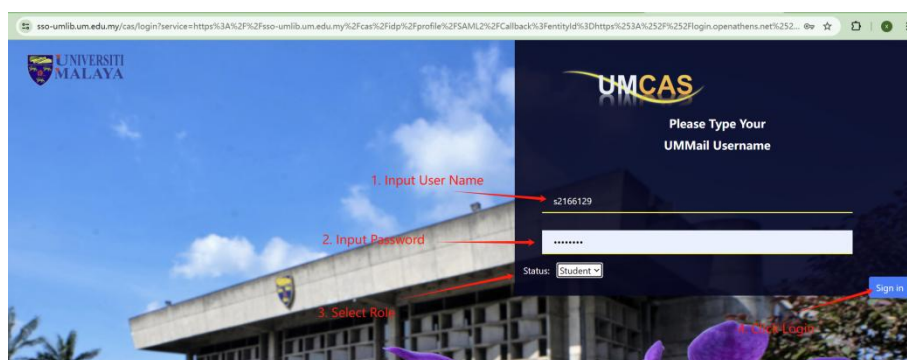 sso-umlib.um.edu.my/cas/login?service=https%3A%2F%2Fsso-umlib.um.edu.my%2Fcas%2Fidp%2Fprofile%2FSAML2%2FCallback%3FentityId%3Dhttps%253A%252F%252Flogin.openathens.net%252...
UNIVERSITI
MALAYA
UMCAS
Please Type Your
UMMail Username
1. Input User Name
s2166129
2. Input Password
••••••••
Status: Student
Sign in
3. Select Role
4. Click Login